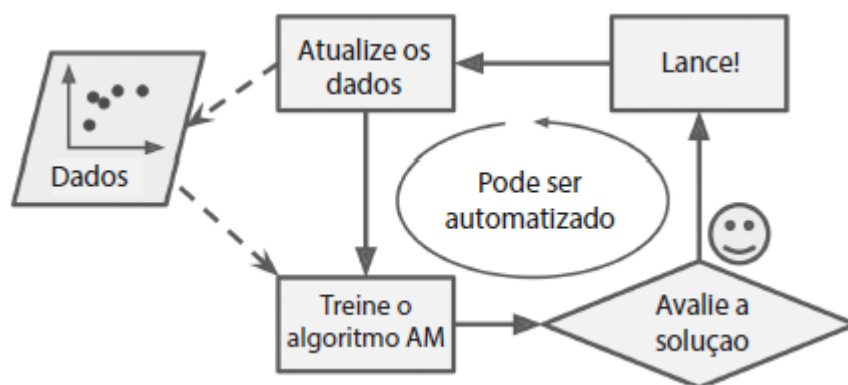 Atualize os
dados
Lance!
Dados
Pode ser
automatizado
Treine o
algoritmo AM
Avalie a
soluçao